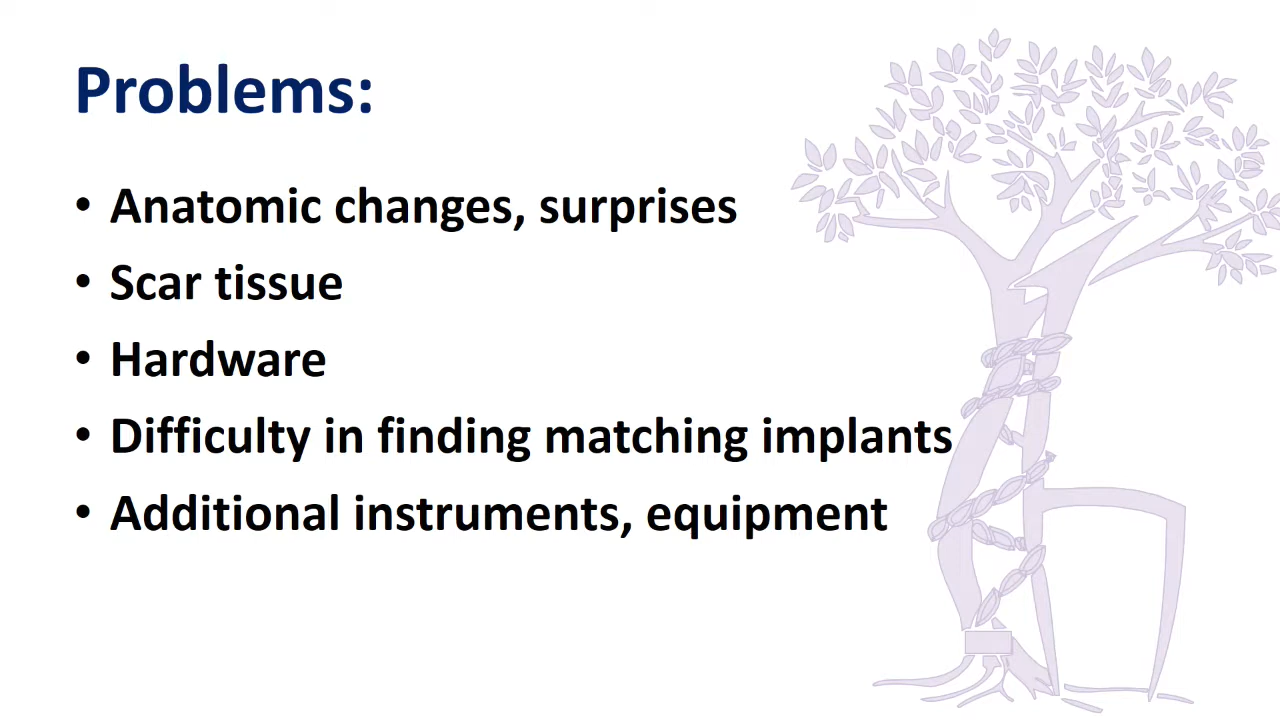 Problems:
• Anatomic changes, surprises
• Scar tissue
• Hardware
• Difficulty in finding matching implants
• Additional instruments, equipment